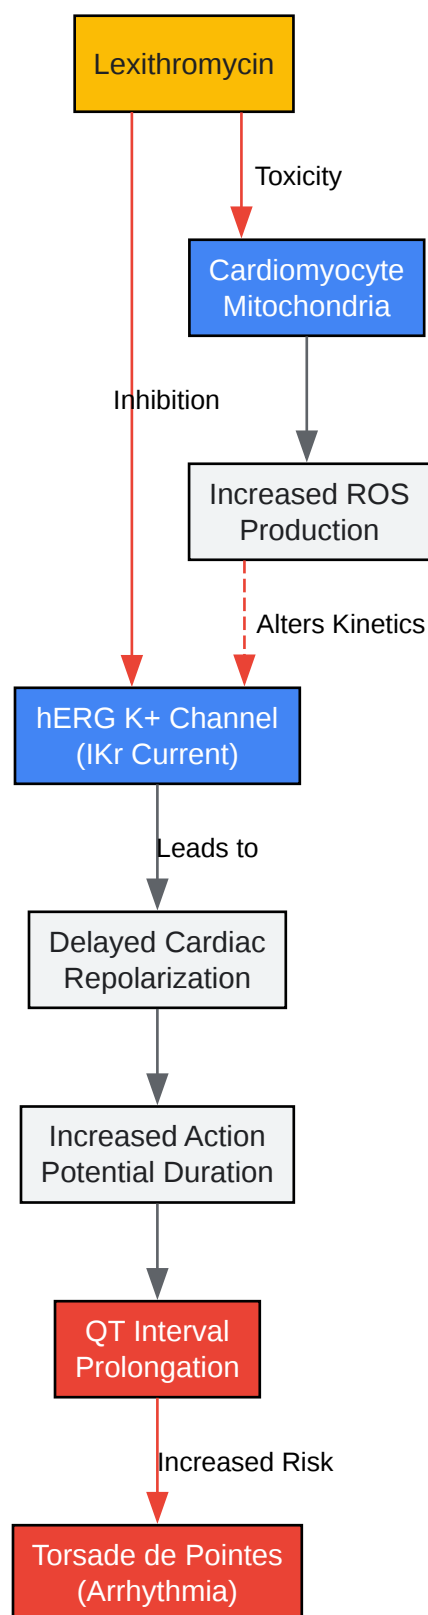 Lexithromycin
Toxicity
Cardiomyocyte
Mitochondria
Inhibition
Increased ROS
Production
Alters Kinetics
hERG K+ Channel
(IKr Current)
Leads to
Delayed Cardiac
Repolarization
Increased Action
Potential Duration
QT Interval
Prolongation
Increased Risk
Torsade de Pointes
(Arrhythmia)